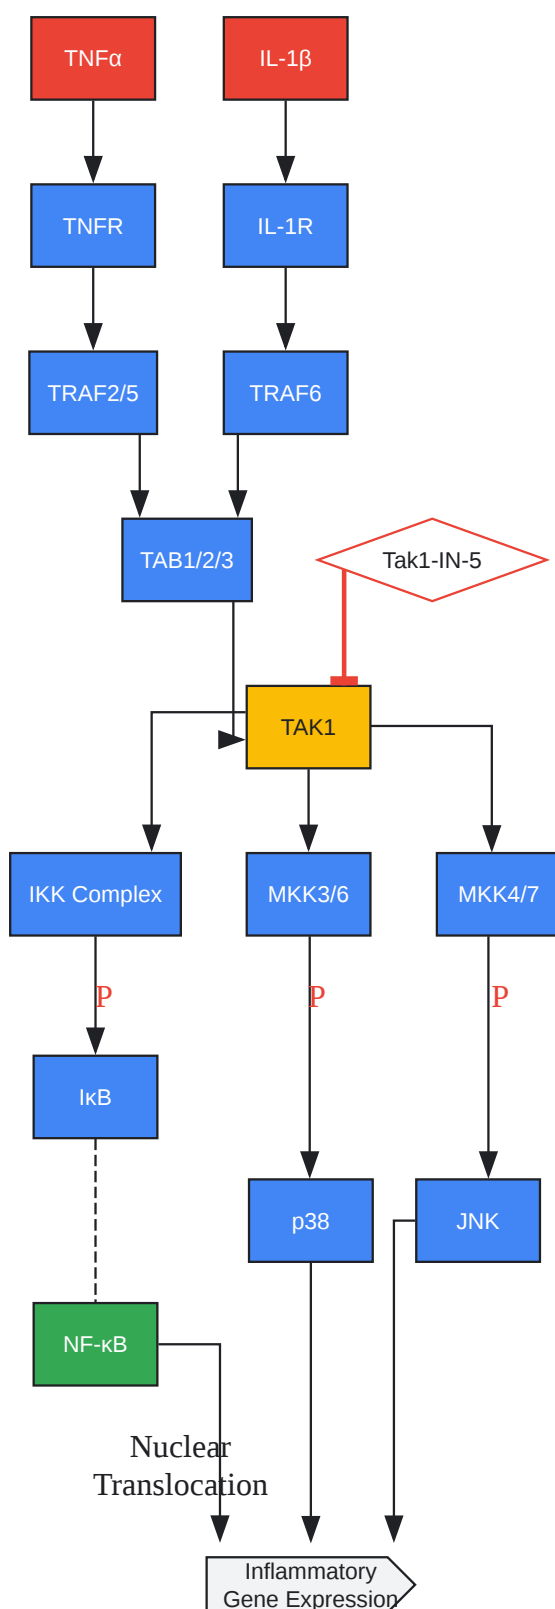 TNFα
IL-1β
TNFR
IL-1R
TRAF2/5
TRAF6
TAB1/2/3
Tak1-IN-5
TAK1
IKK Complex
MKK3/6
MKK4/7
P
P
P
IκB
p38
JNK
NF-κB
Nuclear
Translocation
Inflammatory
Gene Expression